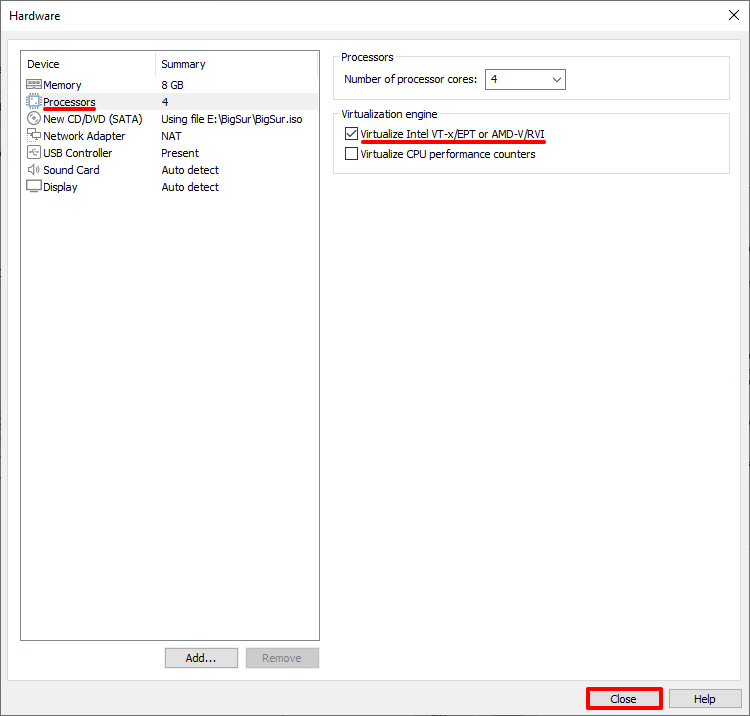 Hardware
Device Summary
Memory 8 GB
Processors 4
New CD/DVD (SATA) Using file E:\BigSur\BigSur.iso
Network Adapter NAT
USB Controller Present
Sound Card Auto detect
Display Auto detect
Add... Remove
Processors
Number of processor cores: 4
Virtualization engine
Virtualize Intel VT-x/EPT or AMD-V/RVI
Virtualize CPU performance counters
Close Help